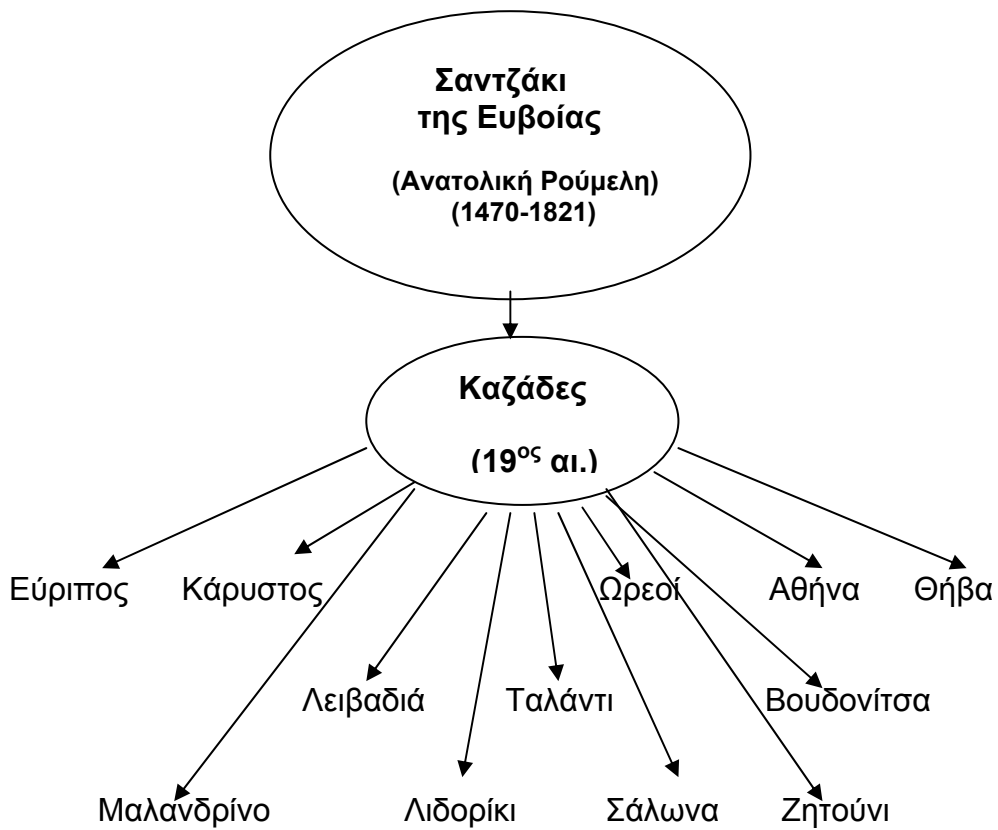 Σαντζάκι
της Ευβοίας
(Ανατολική Ρούμελη)
(1470-1821)
Καζάδες
(19ος αι.)
Εύριπος Κάρυστος Ωρεοί Αθήνα Θήβα
Λειβαδιά Ταλάντι Βουδονίτσα
Μαλανδρίνο Λιδορίκι Σάλωνα Ζητούνι